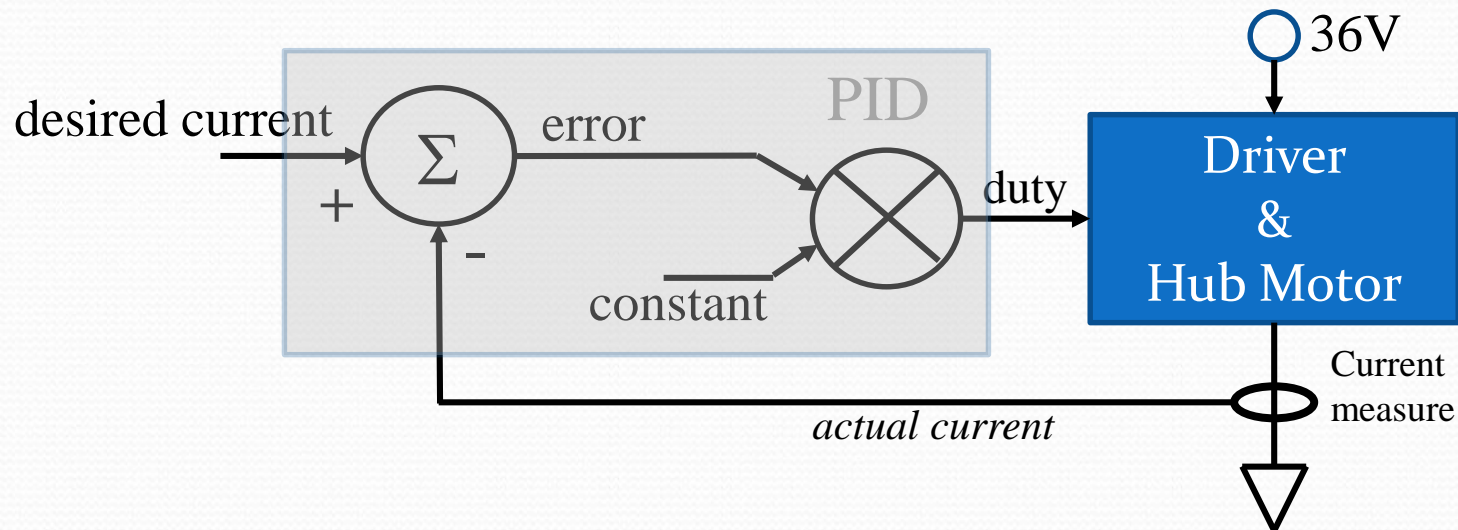 36V
PID
desired current
error
Σ
+
-
constant
duty
Driver
&
Hub Motor
Current
measure
actual current